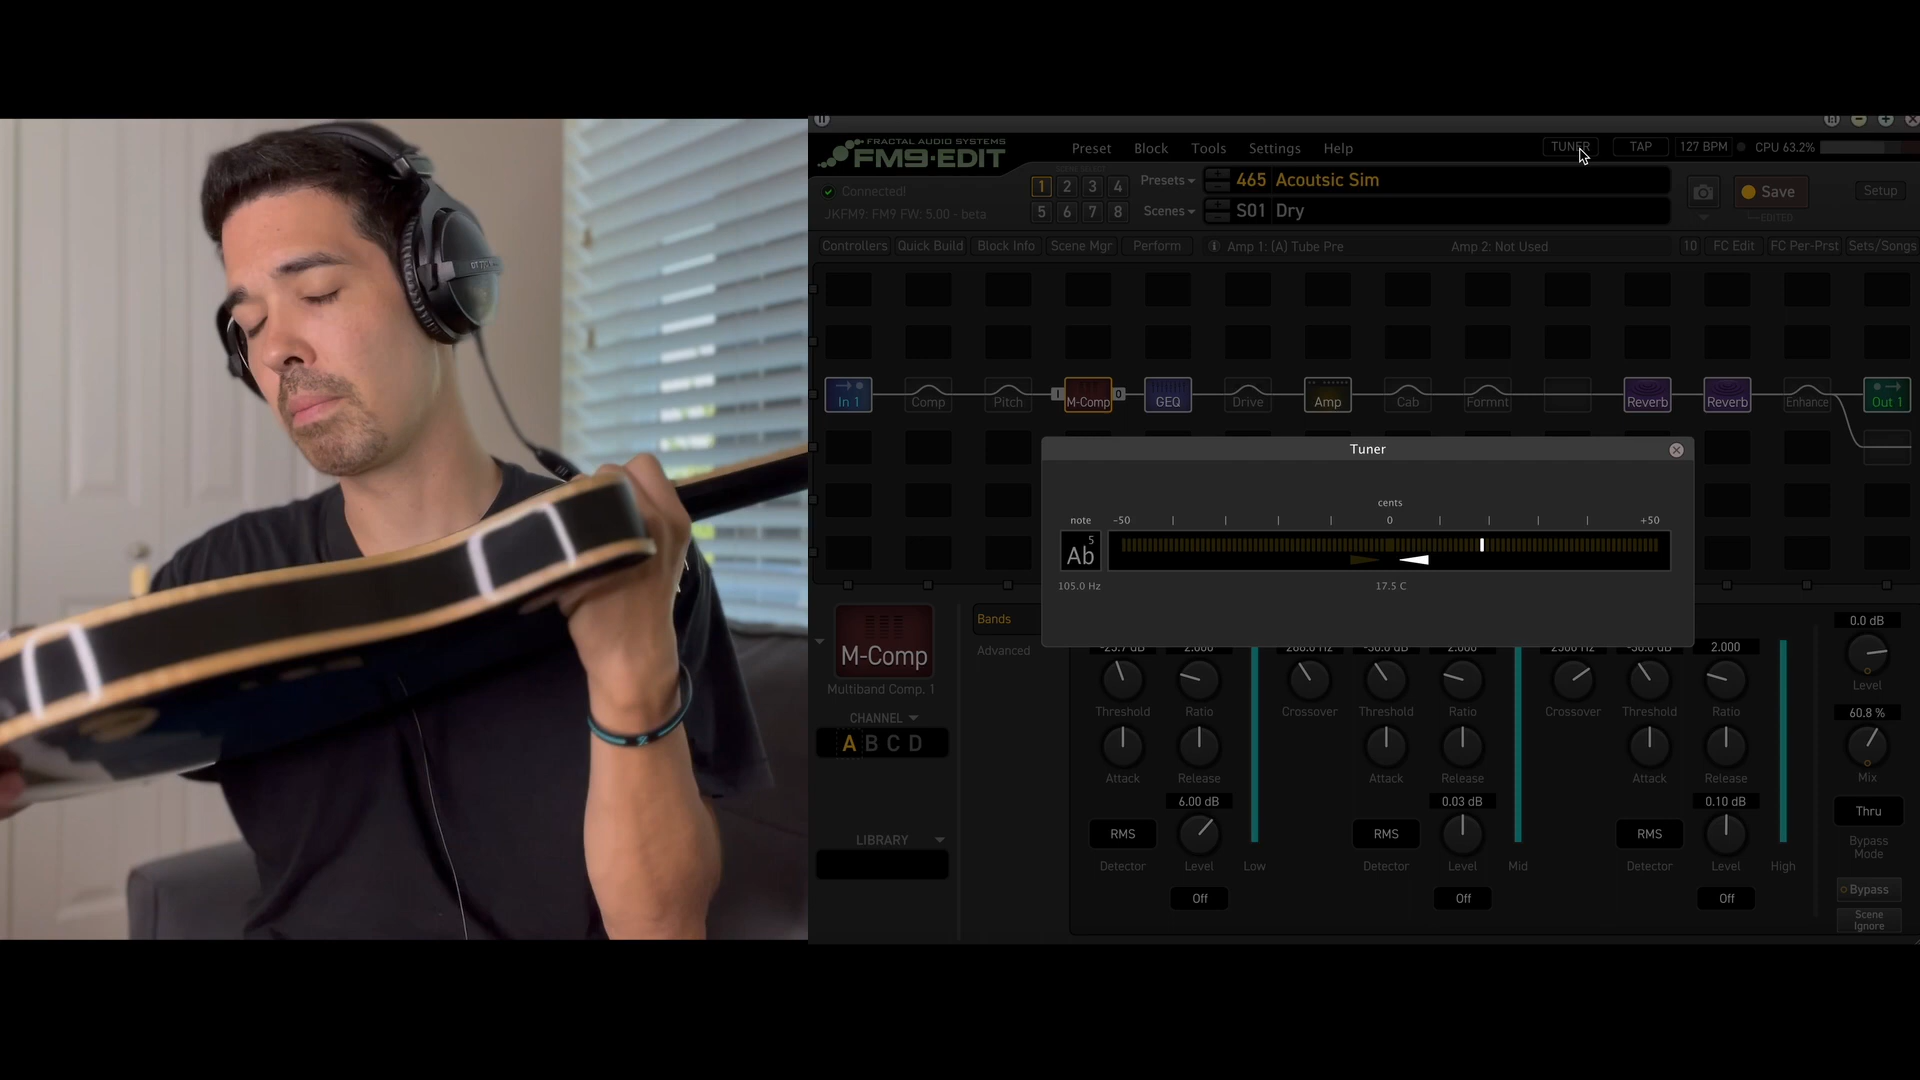 FRACTAL AUDIO SYSTEMS
FM9-EDIT
Preset Block Tools Settings Help
TUNER TAP 127 BPM CPU 63.2%
Connected!
JKFM9: FM9 FW: 5.00 - beta
SCENE SELECT
1 2 3 4
5 6 7 8
Presets 465 Acoutsic Sim
Scenes S01 Dry
Save
EDITED
Setup
Controllers Quick Build Block Info Scene Mgr Perform Amp 1: (A) Tube Pre Amp 2: Not Used 10 FC Edit FC Per-Prst Sets/Songs
In 1 Comp Pitch I M-Comp O GEQ Drive Amp Cab Formnt Reverb Reverb Enhance Out 1
Tuner
cents
note -50 0 +50
Ab 5
105.0 Hz 17.5 C
M-Comp
Multiband Comp. 1
CHANNEL
A B C D
LIBRARY
Bands
Advanced
2.000
Threshold Ratio Crossover Threshold Ratio Crossover Threshold Ratio
Attack Release Attack Release Attack Release
6.00 dB 0.03 dB 0.10 dB
RMS RMS RMS
Detector Level Low Detector Level Mid Detector Level High
Off Off Off
0.0 dB
Level
60.8 %
Mix
Thru
Bypass
Mode
Bypass
Scene
Ignore